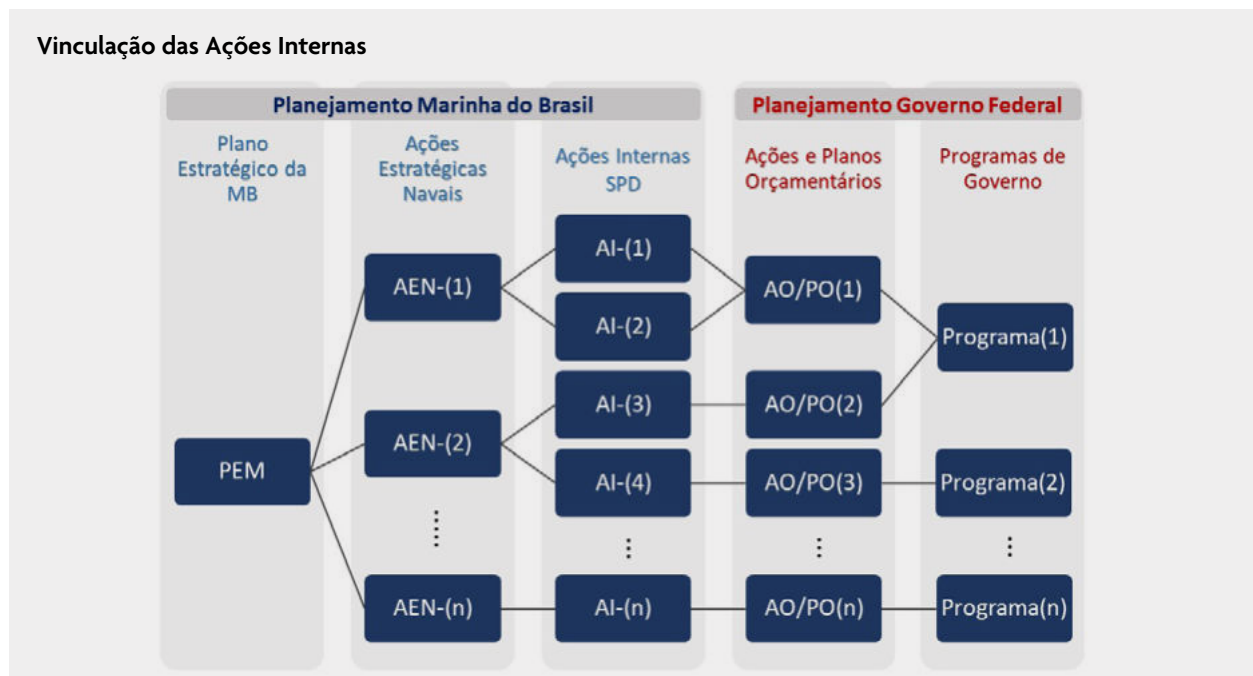 Vinculação das Ações Internas
Planejamento Marinha do Brasil
Planejamento Governo Federal
Plano
Estratégico da
MB
Ações
Estratégicas
Navais
Ações Internas
SPD
Ações e Planos
Orçamentários
Programas de
Governo
PEM
AEN-(1)
AEN-(2)
AEN-(n)
AI-(1)
AI-(2)
AI-(3)
AI-(4)
AI-(n)
AO/PO(1)
AO/PO(2)
AO/PO(3)
AO/PO(n)
Programa(1)
Programa(2)
Programa(n)